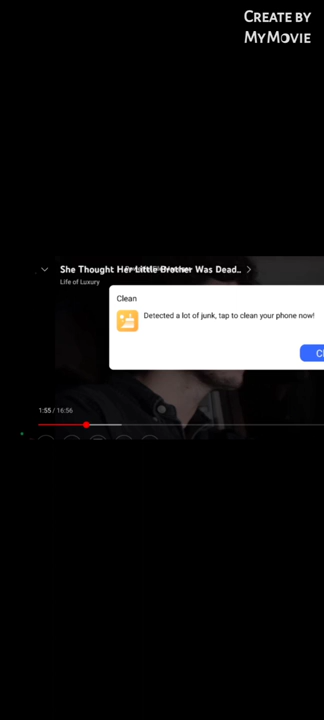 CREATE BY
MYMOVIE
She Thought Her Little Brother Was Dead..
Life of Luxury
Clean
Detected a lot of junk, tap to clean your phone now!
1:55 / 16:56